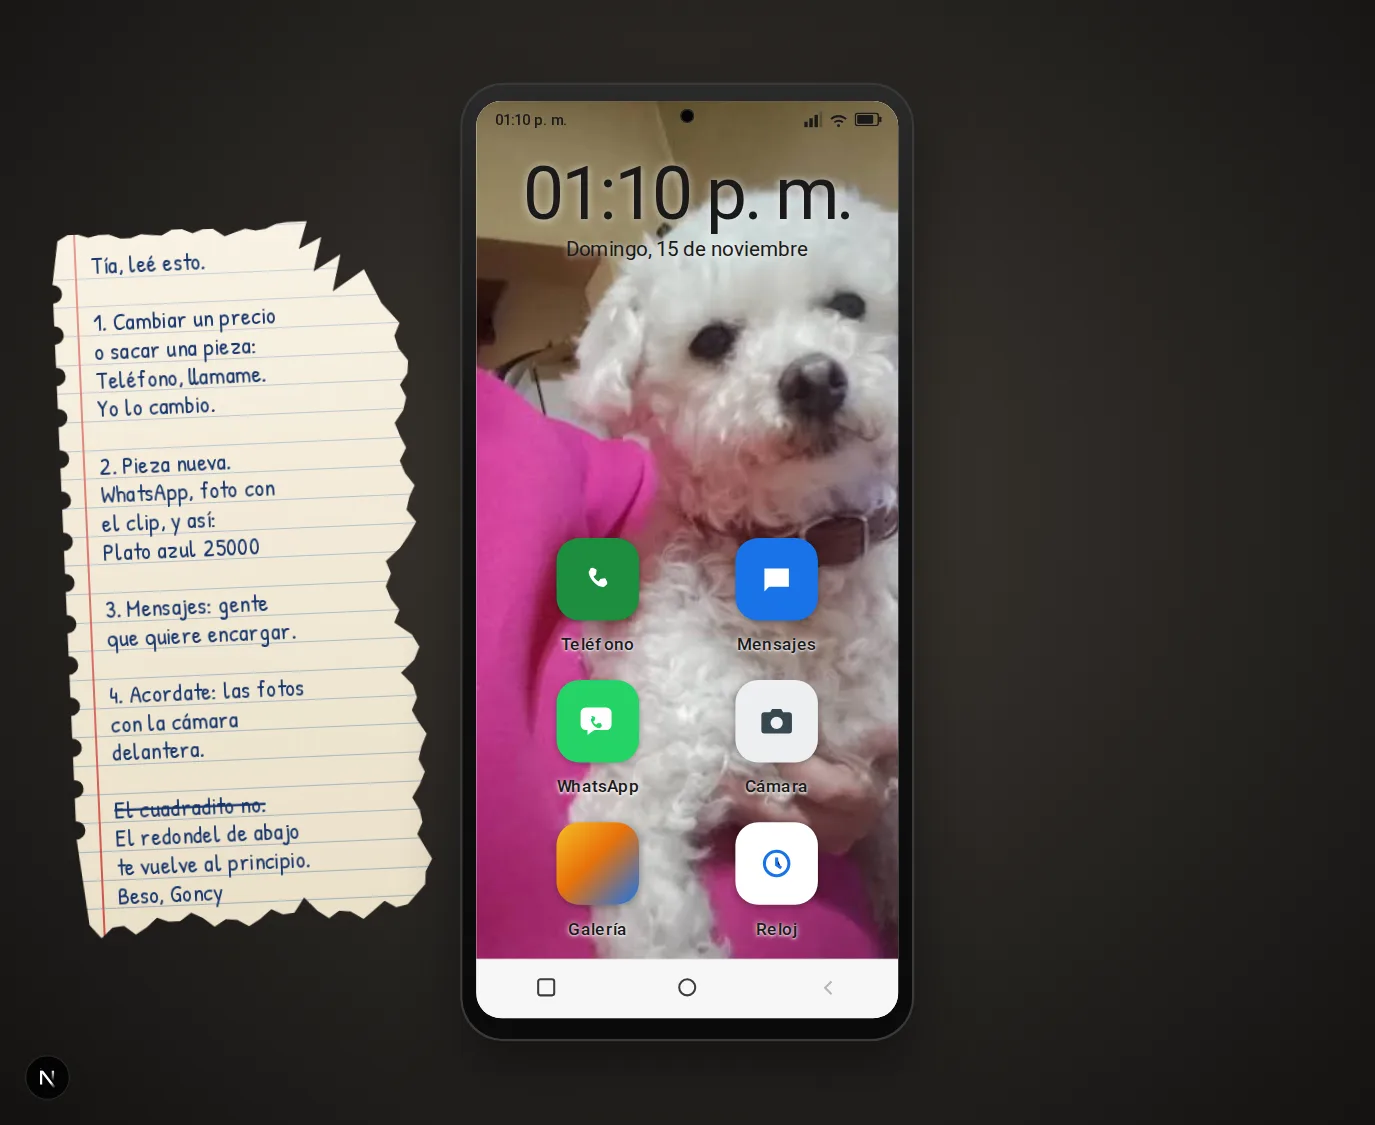 Tía, leé esto.
1. Cambiar un precio
o sacar una pieza:
Teléfono, llamame.
Yo lo cambio.
2. Pieza nueva.
WhatsApp, foto con
el clip, y así:
Plato azul 25000
3. Mensajes: gente
que quiere encargar.
4. Acordate: las fotos
con la cámara
delantera.
El cuadradito no.
El redondel de abajo
te vuelve al principio.
Beso, Goncy
01:10 p. m.
01:10 p. m.
Domingo, 15 de noviembre
Teléfono
Mensajes
WhatsApp
Cámara
Galería
Reloj
N